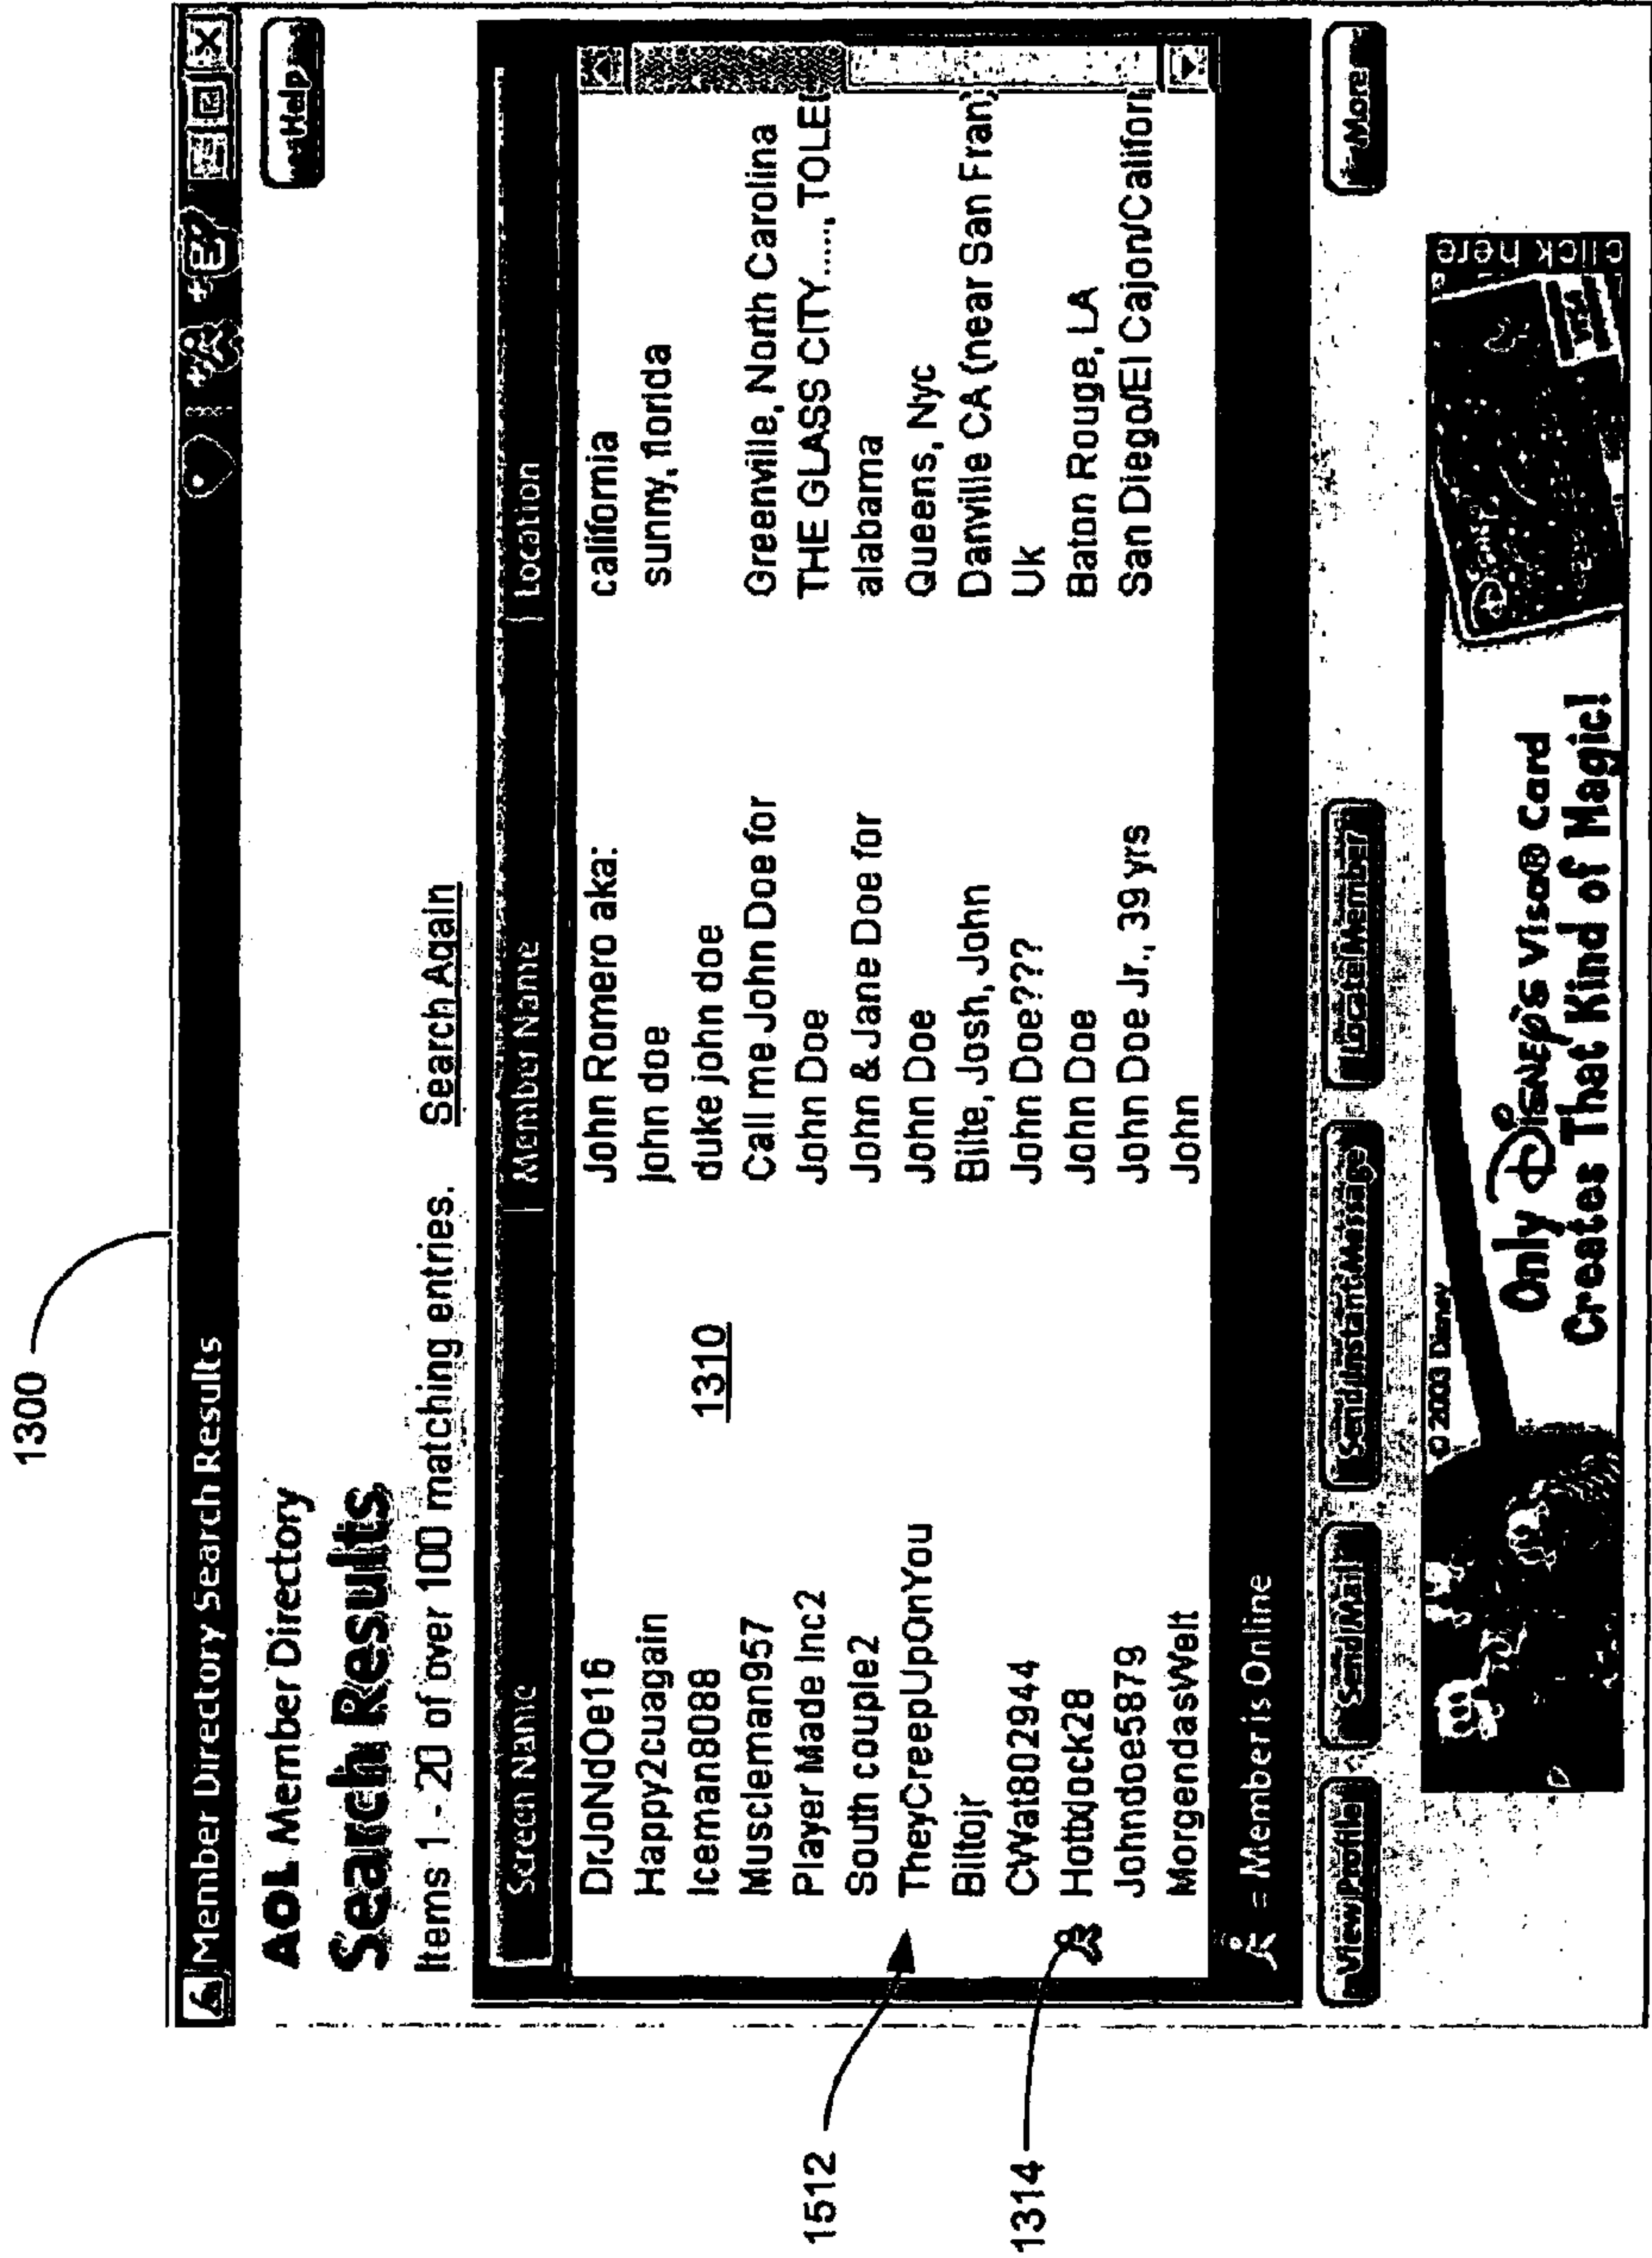 1300
Member Directory Search Results
AOL Member Directory
Help
Search Results
Items 1 - 20 of over 100 matching entries. Search Again
Screen Name Member Name Location
DrJoNdOe16 John Romero aka: california
Happy2cuagain john doe sunny, florida
Iceman8088 1310 duke john doe
Muscleman957 Call me John Doe for Greenville, North Carolina
Player Made Inc2 John Doe THE GLASS CITY....., TOLE
South couple2 John & Jane Doe for alabama
1512 TheyCreepUpOnYou John Doe Queens, Nyc
Biltojr Bilte, Josh, John Danville CA (near San Fran)
CWat802944 John Doe??? Uk
1314 Hotbxjock28 John Doe Baton Rouge, LA
Johndoe5879 John Doe Jr., 39 yrs San Diego/El Cajon/Californ
MorgendasWelt John
= Member is Online
View Profile Send Mail Send Instant Message Locate Member More
© 2003 Disney
Only Disney's Visa® Card
Creates That Kind of Magic!
click here